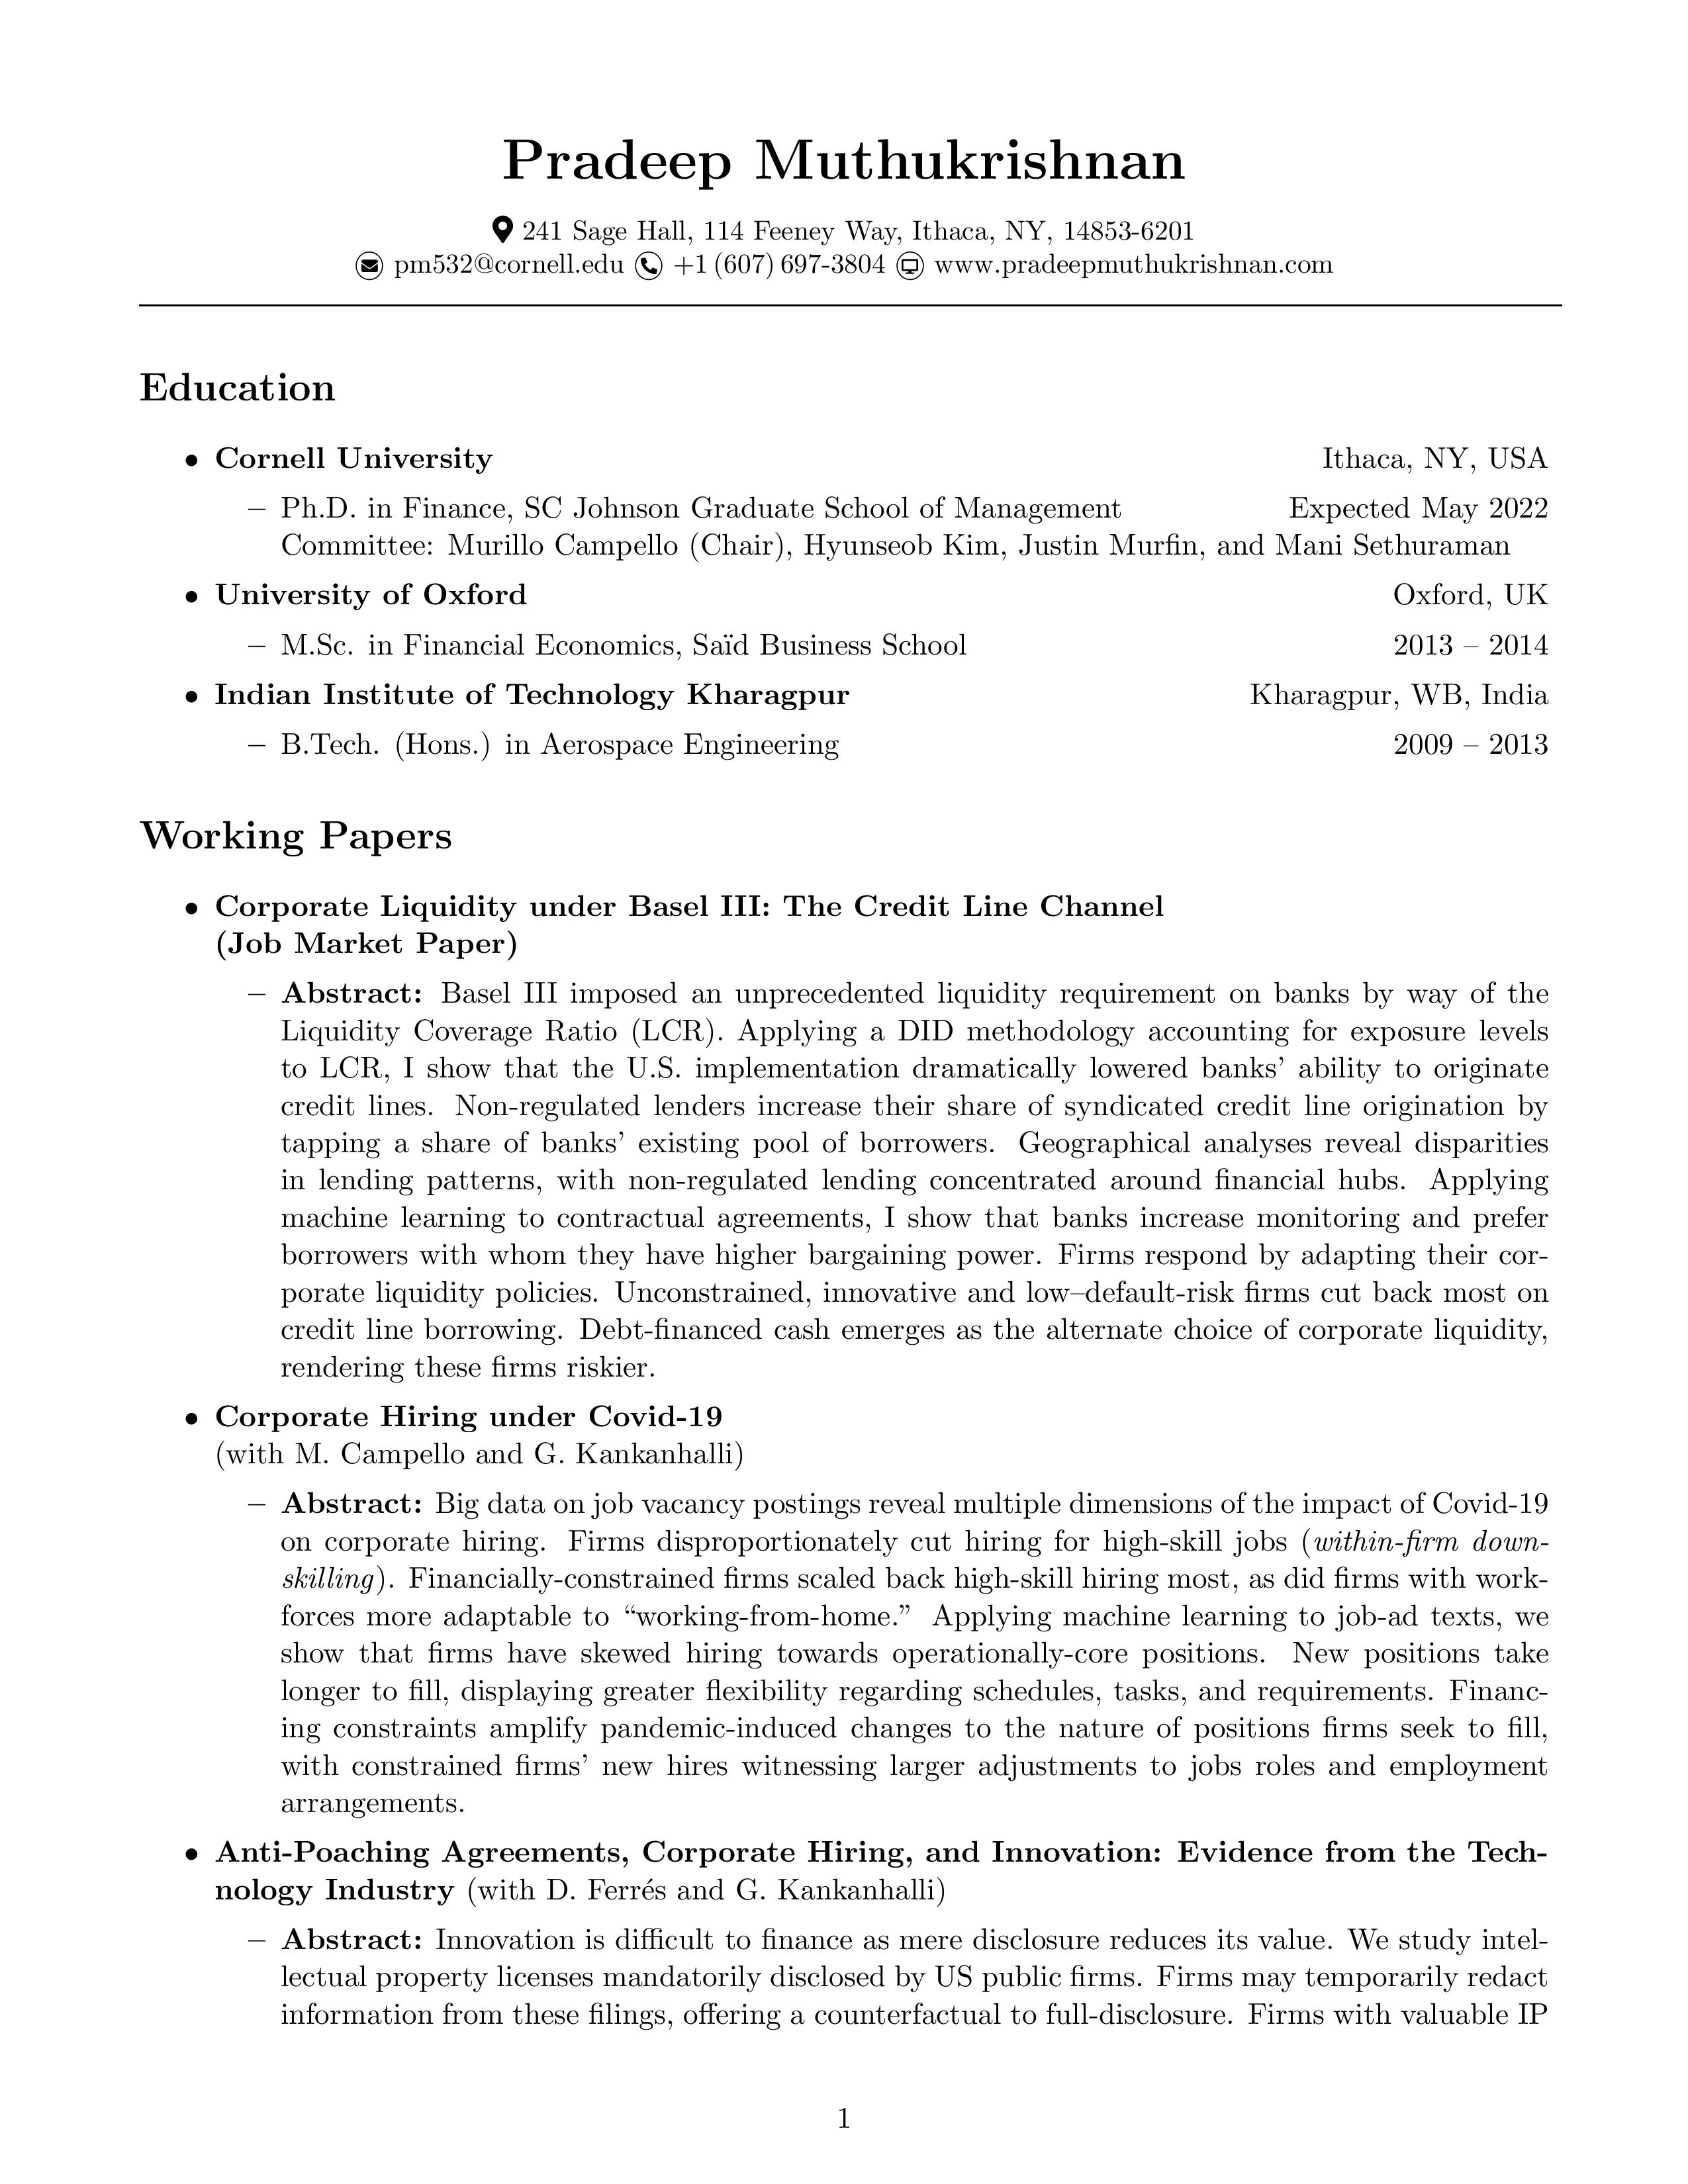 Pradeep Muthukrishnan
241 Sage Hall, 114 Feeney Way, Ithaca, NY, 14853-6201
pm532@cornell.edu +1 (607) 697-3804 www.pradeepmuthukrishnan.com
Education
• Cornell University Ithaca, NY, USA
– Ph.D. in Finance, SC Johnson Graduate School of Management Expected May 2022
Committee: Murillo Campello (Chair), Hyunseob Kim, Justin Murfin, and Mani Sethuraman
• University of Oxford Oxford, UK
– M.Sc. in Financial Economics, Saïd Business School 2013 – 2014
• Indian Institute of Technology Kharagpur Kharagpur, WB, India
– B.Tech. (Hons.) in Aerospace Engineering 2009 – 2013
Working Papers
• Corporate Liquidity under Basel III: The Credit Line Channel
(Job Market Paper)
– Abstract: Basel III imposed an unprecedented liquidity requirement on banks by way of the
Liquidity Coverage Ratio (LCR). Applying a DID methodology accounting for exposure levels
to LCR, I show that the U.S. implementation dramatically lowered banks’ ability to originate
credit lines. Non-regulated lenders increase their share of syndicated credit line origination by
tapping a share of banks’ existing pool of borrowers. Geographical analyses reveal disparities
in lending patterns, with non-regulated lending concentrated around financial hubs. Applying
machine learning to contractual agreements, I show that banks increase monitoring and prefer
borrowers with whom they have higher bargaining power. Firms respond by adapting their cor-
porate liquidity policies. Unconstrained, innovative and low–default-risk firms cut back most on
credit line borrowing. Debt-financed cash emerges as the alternate choice of corporate liquidity,
rendering these firms riskier.
• Corporate Hiring under Covid-19
(with M. Campello and G. Kankanhalli)
– Abstract: Big data on job vacancy postings reveal multiple dimensions of the impact of Covid-19
on corporate hiring. Firms disproportionately cut hiring for high-skill jobs (within-firm down-
skilling). Financially-constrained firms scaled back high-skill hiring most, as did firms with work-
forces more adaptable to “working-from-home.” Applying machine learning to job-ad texts, we
show that firms have skewed hiring towards operationally-core positions. New positions take
longer to fill, displaying greater flexibility regarding schedules, tasks, and requirements. Financ-
ing constraints amplify pandemic-induced changes to the nature of positions firms seek to fill,
with constrained firms’ new hires witnessing larger adjustments to jobs roles and employment
arrangements.
• Anti-Poaching Agreements, Corporate Hiring, and Innovation: Evidence from the Tech-
nology Industry (with D. Ferrés and G. Kankanhalli)
– Abstract: Innovation is difficult to finance as mere disclosure reduces its value. We study intel-
lectual property licenses mandatorily disclosed by US public firms. Firms may temporarily redact
information from these filings, offering a counterfactual to full-disclosure. Firms with valuable IP
1